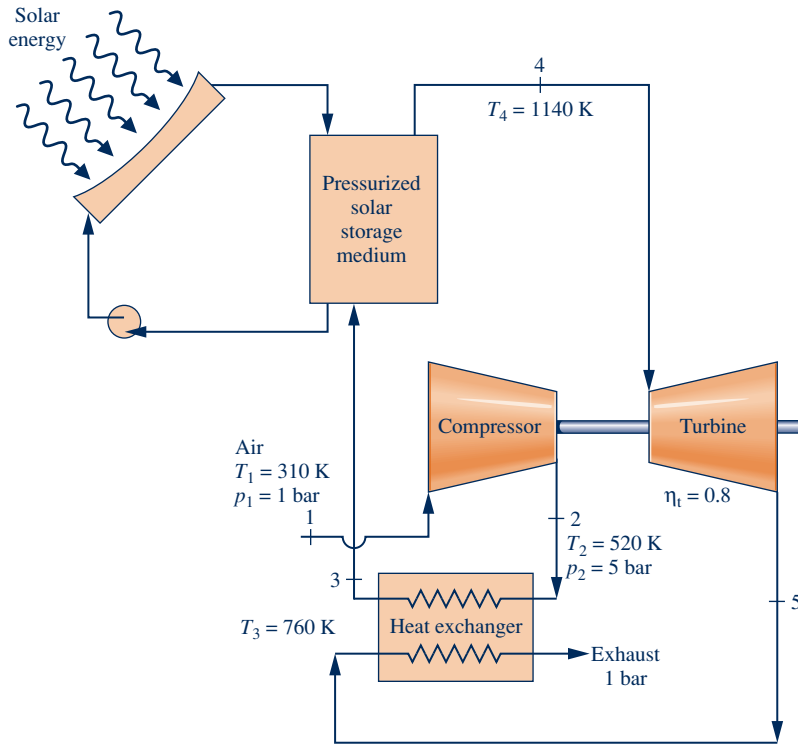 Solar
energy
4
T4 = 1140 K
Pressurized
solar
storage
medium
Compressor
Turbine
Air
T1 = 310 K
p1 = 1 bar
1
ηt = 0.8
2
T2 = 520 K
p2 = 5 bar
3
5
T3 = 760 K
Heat exchanger
Exhaust
1 bar